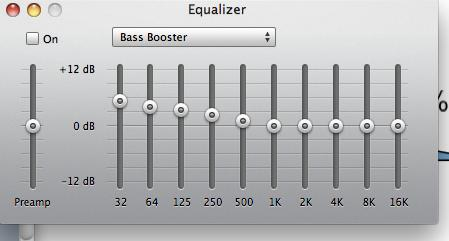 Equalizer
On
Bass Booster
+12 dB
0 dB
-12 dB
Preamp 32 64 125 250 500 1K 2K 4K 8K 16K
%